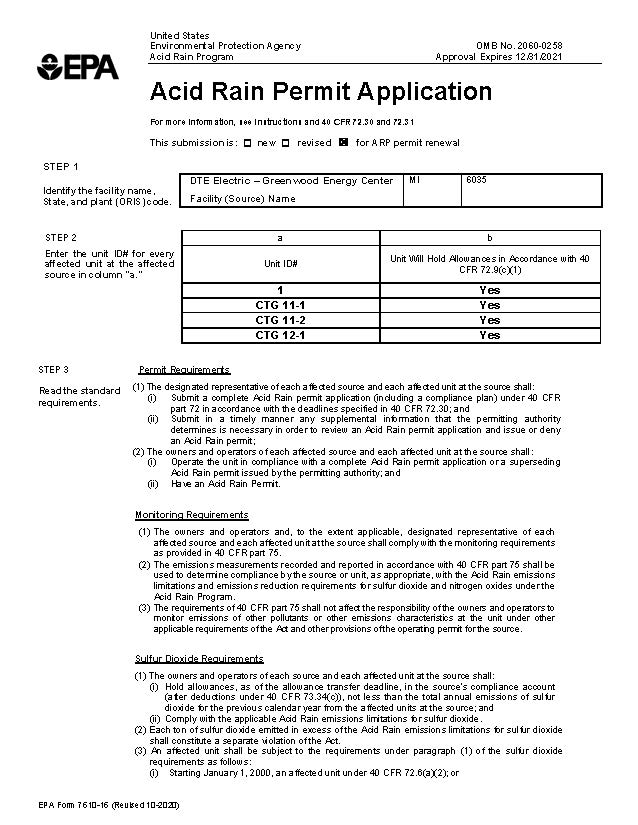 United States
Environmental Protection Agency OMB No. 2060-0258
Acid Rain Program Approval Expires 12/31/2021
EPA
Acid Rain Permit Application
For more information, see instructions and 40 CFR 72.30 and 72.31
This submission is: new revised for ARP permit renewal
STEP 1
Identify the facility name,
State, and plant (ORIS) code.
DTE Electric – Greenwood Energy Center MI 6035
Facility (Source) Name
STEP 2
Enter the unit ID# for every
affected unit at the affected
source in column "a."
a b
Unit ID# Unit Will Hold Allowances in Accordance with 40
CFR 72.9(c)(1)
1 Yes
CTG 11-1 Yes
CTG 11-2 Yes
CTG 12-1 Yes
STEP 3
Read the standard
requirements.
Permit Requirements
(1) The designated representative of each affected source and each affected unit at the source shall:
(i) Submit a complete Acid Rain permit application (including a compliance plan) under 40 CFR
part 72 in accordance with the deadlines specified in 40 CFR 72.30; and
(ii) Submit in a timely manner any supplemental information that the permitting authority
determines is necessary in order to review an Acid Rain permit application and issue or deny
an Acid Rain permit;
(2) The owners and operators of each affected source and each affected unit at the source shall:
(i) Operate the unit in compliance with a complete Acid Rain permit application or a superseding
Acid Rain permit issued by the permitting authority; and
(ii) Have an Acid Rain Permit.
Monitoring Requirements
(1) The owners and operators and, to the extent applicable, designated representative of each
affected source and each affected unit at the source shall comply with the monitoring requirements
as provided in 40 CFR part 75.
(2) The emissions measurements recorded and reported in accordance with 40 CFR part 75 shall be
used to determine compliance by the source or unit, as appropriate, with the Acid Rain emissions
limitations and emissions reduction requirements for sulfur dioxide and nitrogen oxides under the
Acid Rain Program.
(3) The requirements of 40 CFR part 75 shall not affect the responsibility of the owners and operators to
monitor emissions of other pollutants or other emissions characteristics at the unit under other
applicable requirements of the Act and other provisions of the operating permit for the source.
Sulfur Dioxide Requirements
(1) The owners and operators of each source and each affected unit at the source shall:
(i) Hold allowances, as of the allowance transfer deadline, in the source's compliance account
(after deductions under 40 CFR 73.34(c)), not less than the total annual emissions of sulfur
dioxide for the previous calendar year from the affected units at the source; and
(ii) Comply with the applicable Acid Rain emissions limitations for sulfur dioxide.
(2) Each ton of sulfur dioxide emitted in excess of the Acid Rain emissions limitations for sulfur dioxide
shall constitute a separate violation of the Act.
(3) An affected unit shall be subject to the requirements under paragraph (1) of the sulfur dioxide
requirements as follows:
(i) Starting January 1, 2000, an affected unit under 40 CFR 72.6(a)(2); or
EPA Form 7610-16 (Revised 10-2020)